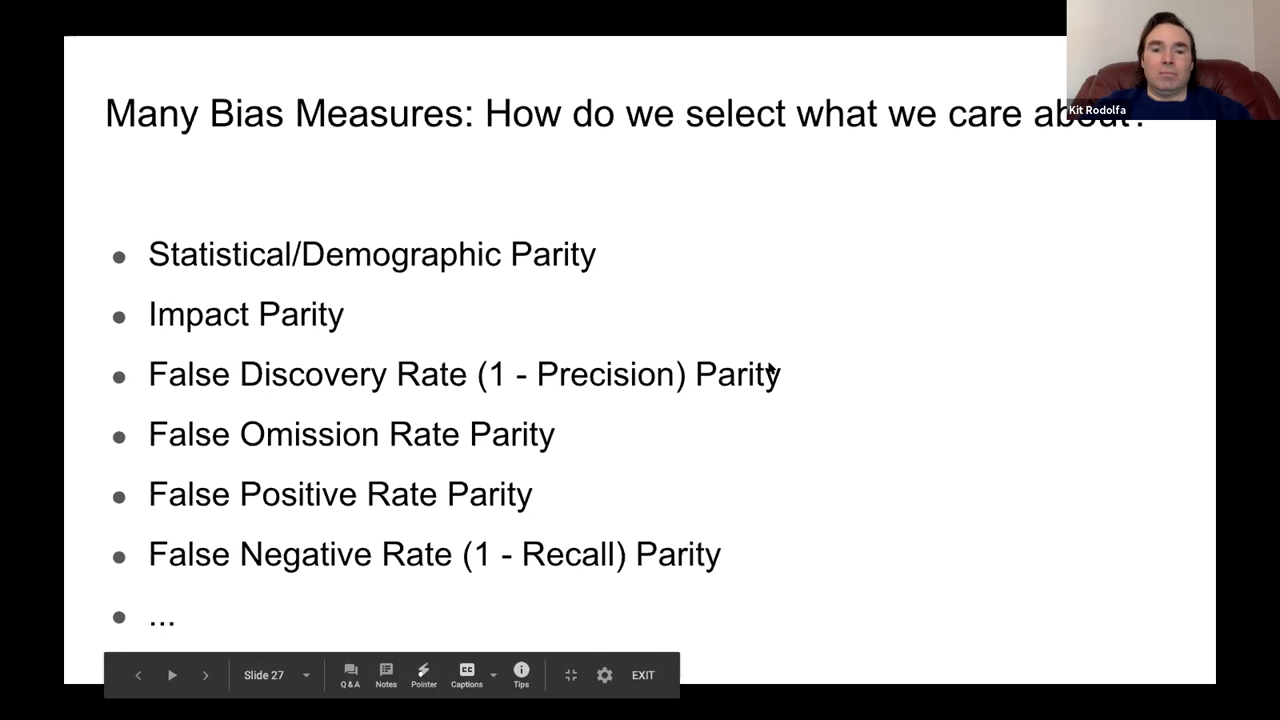 Many Bias Measures: How do we select what we care about?
Kit Rodolfa
Statistical/Demographic Parity
Impact Parity
False Discovery Rate (1 - Precision) Parity
False Omission Rate Parity
False Positive Rate Parity
False Negative Rate (1 - Recall) Parity
...
Slide 27
Q & A
Notes
Pointer
CC
Captions
Tips
EXIT